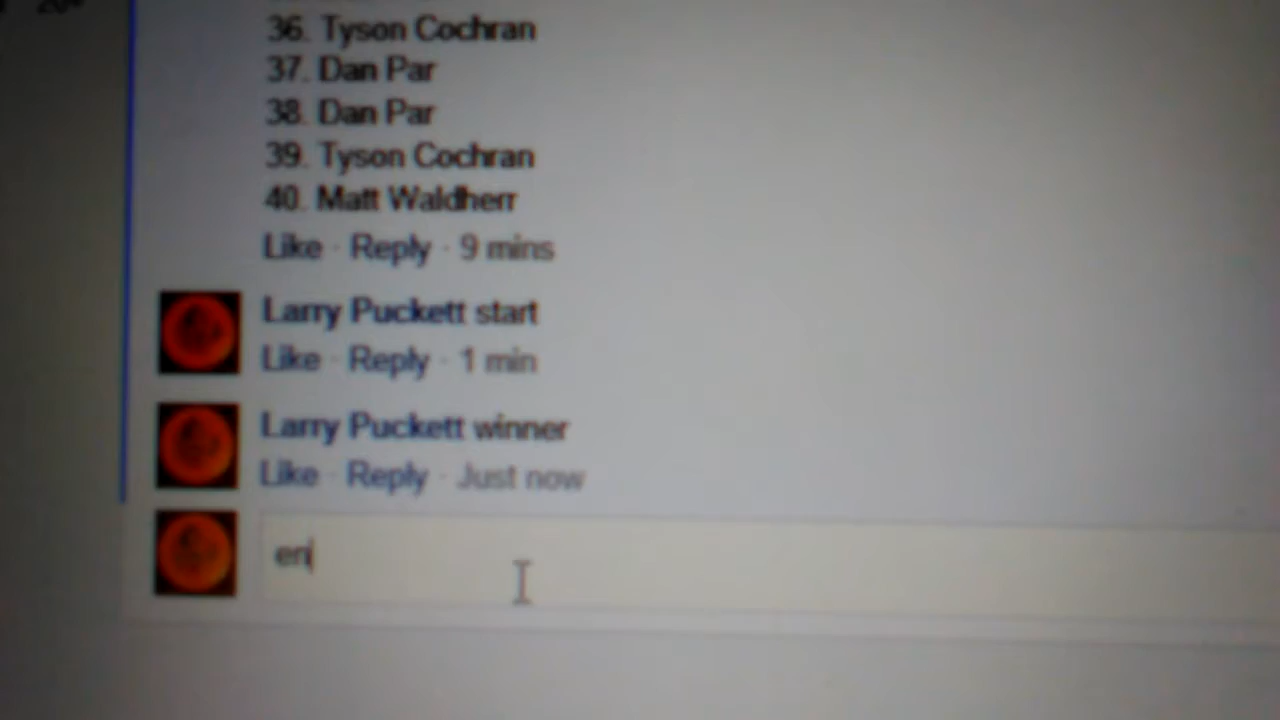 36. Tyson Cochran
37. Dan Par
38. Dan Par
39. Tyson Cochran
40. Matt Waldherr
Like · Reply · 9 mins
Larry Puckett start
Like · Reply · 1 min
Larry Puckett winner
Like · Reply · Just now
en